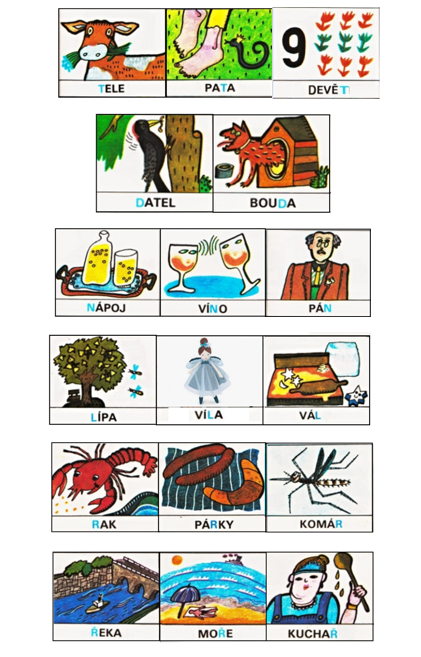 9
TELE PATA DEVĚT
DATEL BOUDA
NÁPOJ VÍNO PÁN
LÍPA VÍLA VÁL
RAK PÁRKY KOMÁR
ŘEKA MOŘE KUCHAŘ